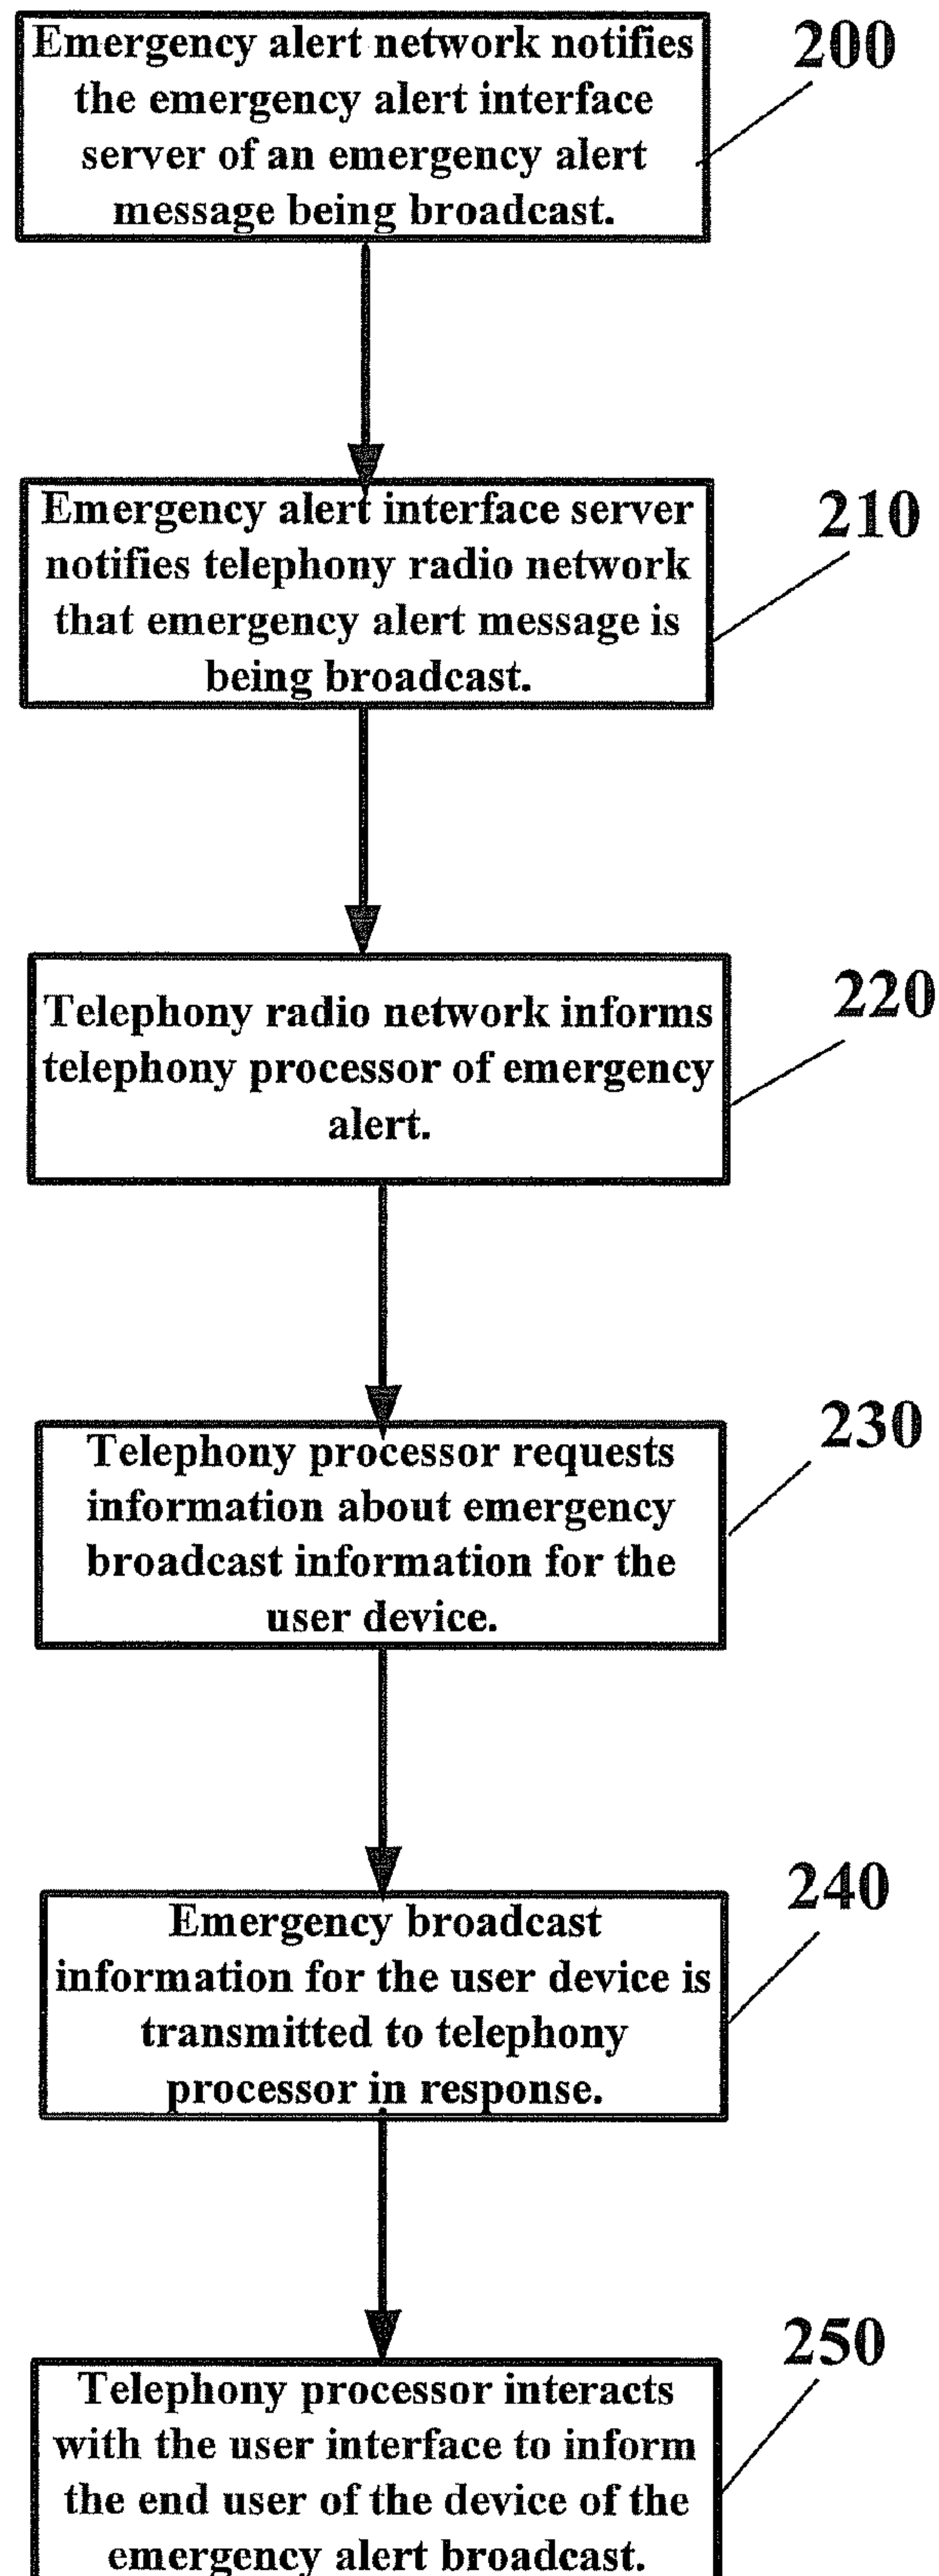 Emergency alert network notifies
the emergency alert interface
server of an emergency alert
message being broadcast.
200
Emergency alert interface server
notifies telephony radio network
that emergency alert message is
being broadcast.
210
Telephony radio network informs
telephony processor of emergency
alert.
220
Telephony processor requests
information about emergency
broadcast information for the
user device.
230
Emergency broadcast
information for the user device is
transmitted to telephony
processor in response.
240
Telephony processor interacts
with the user interface to inform
the end user of the device of the
emergency alert broadcast.
250